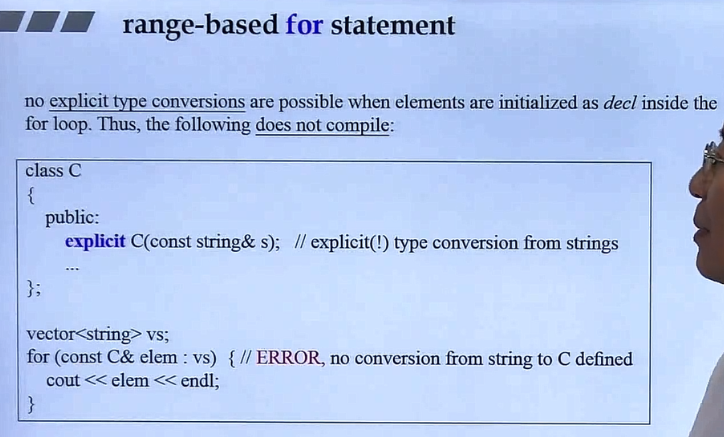 range-based for statement
no explicit type conversions are possible when elements are initialized as decl inside the
for loop. Thus, the following does not compile:
class C
{
public:
explicit C(const string& s); // explicit(!) type conversion from strings
...
};
vector<string> vs;
for (const C& elem : vs) { // ERROR, no conversion from string to C defined
cout << elem << endl;
}